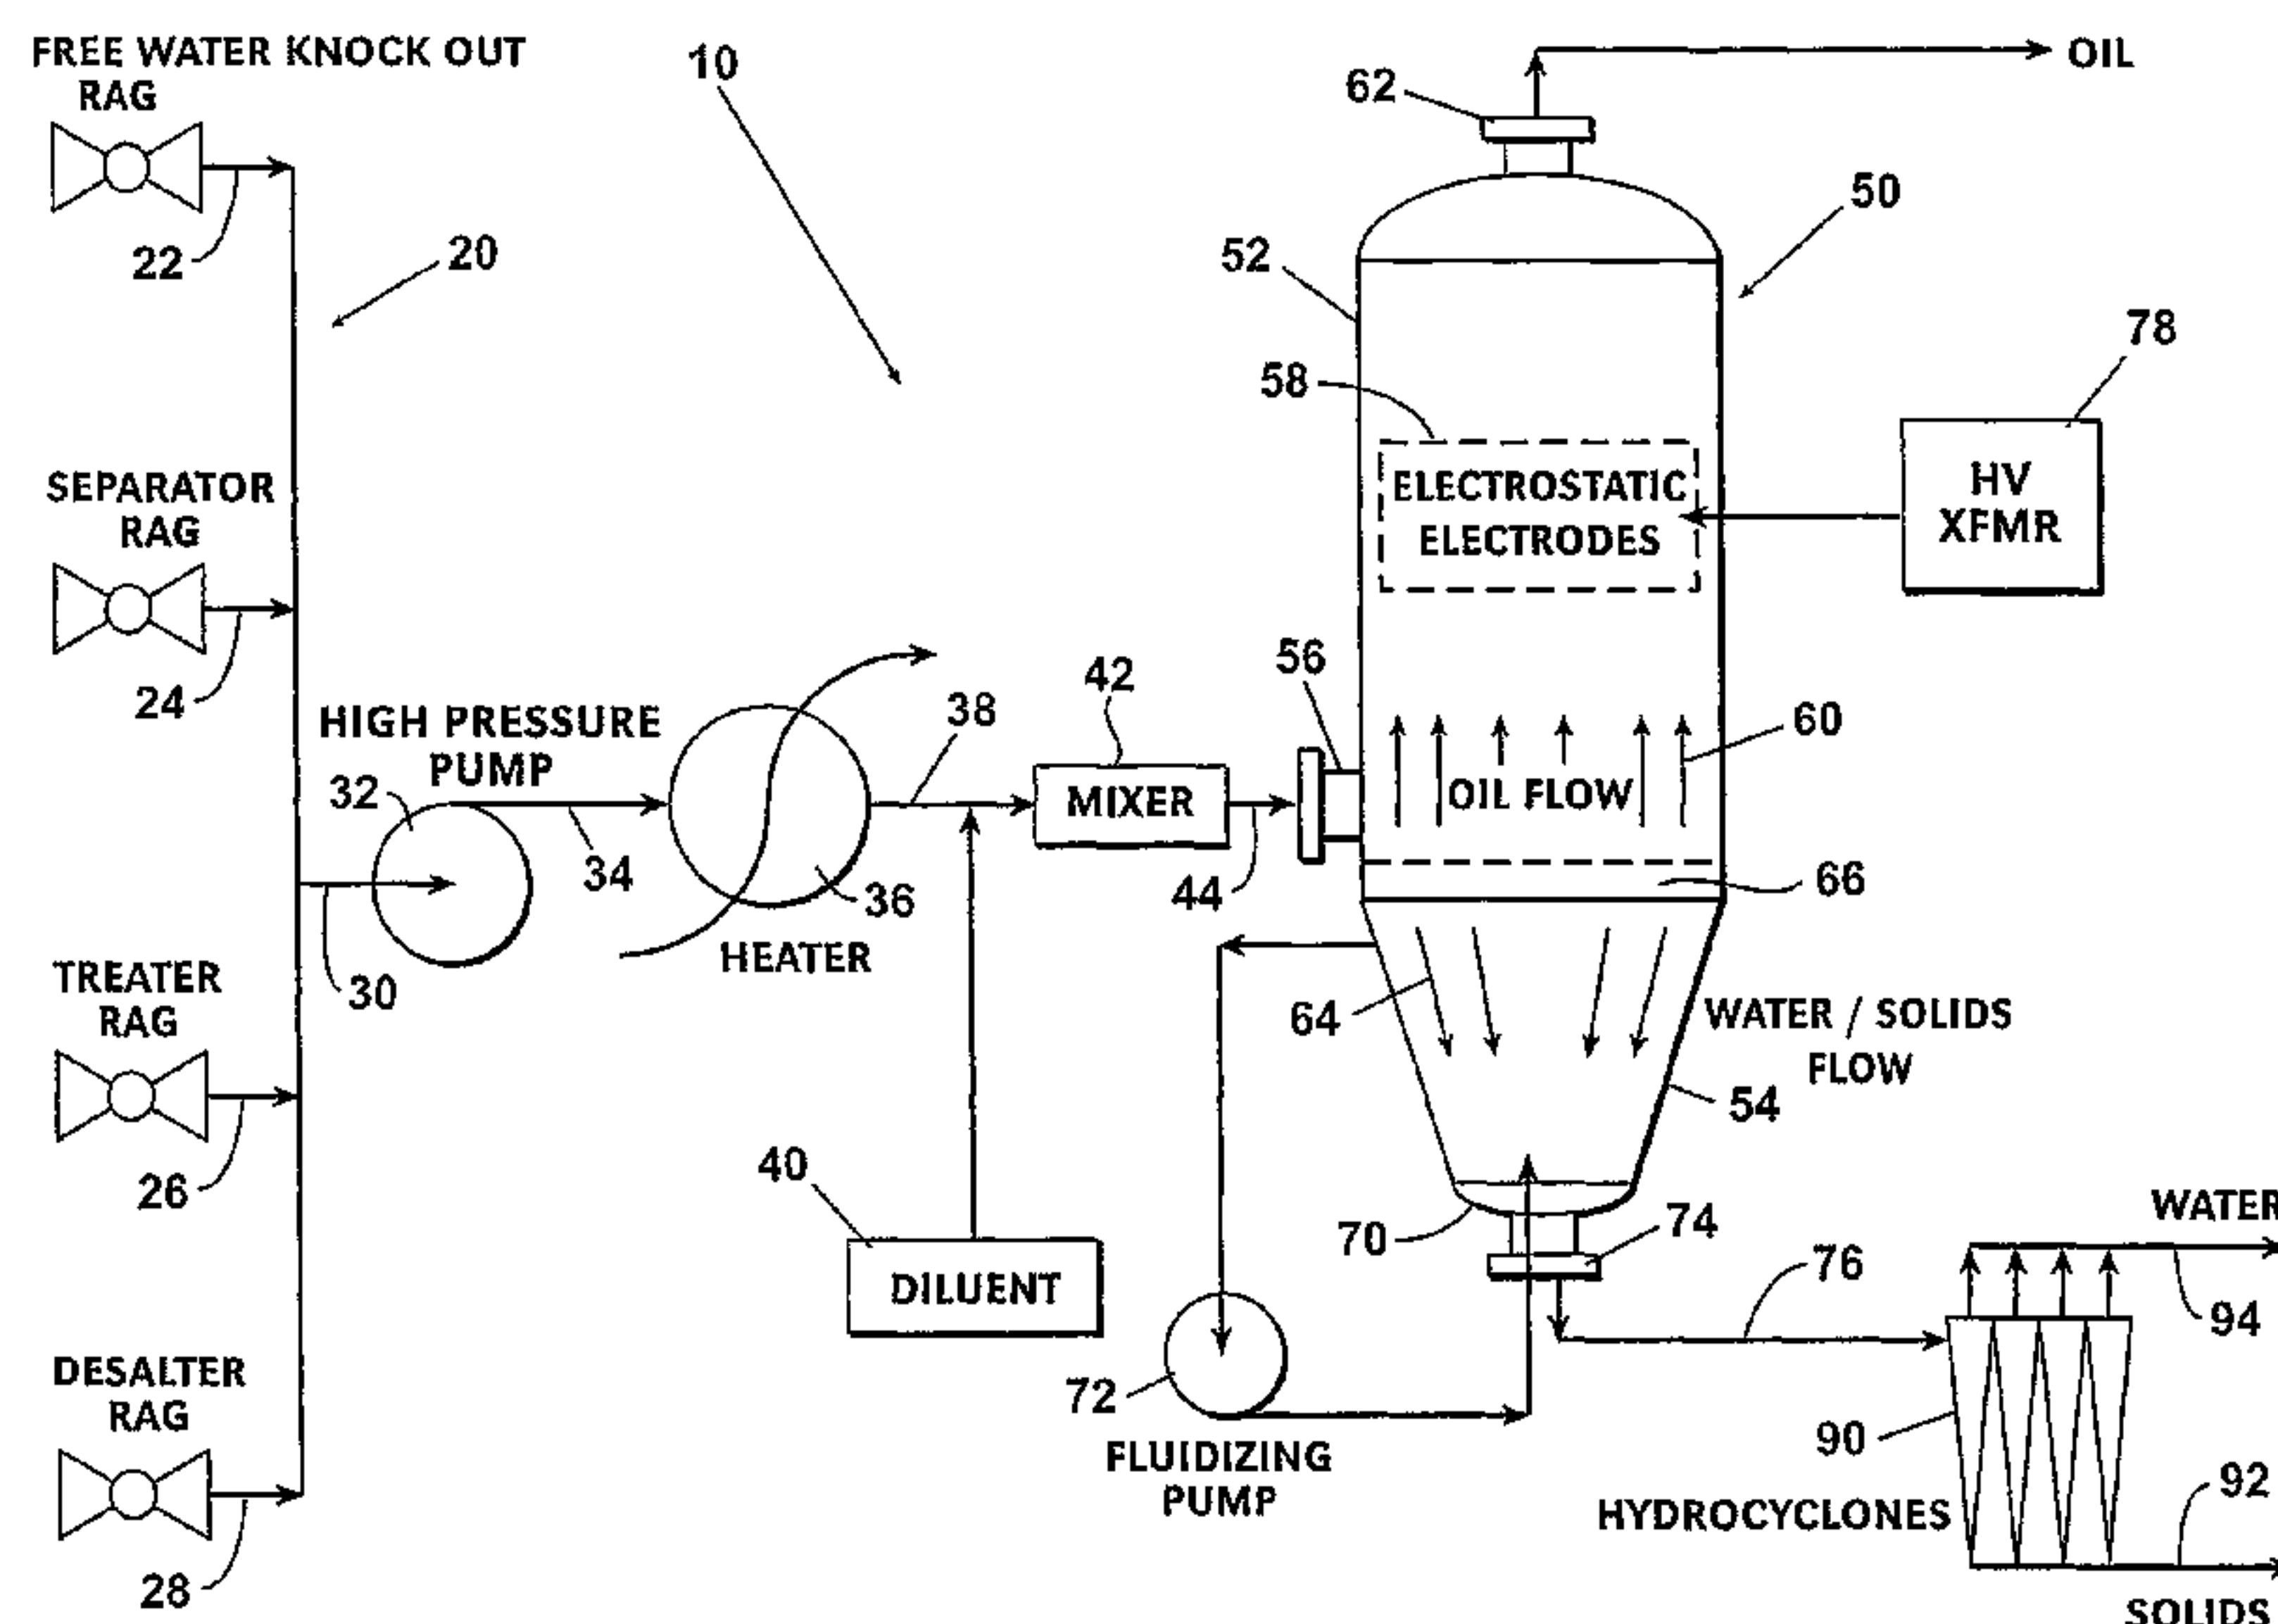 FREE WATER KNOCK OUT
RAG
10
62
OIL
22
20
52
50
58
78
SEPARATOR
RAG
ELECTROSTATIC
ELECTRODES
HV
XFMR
24
HIGH PRESSURE
PUMP
32
34
36
HEATER
38
42
MIXER
44
56
60
OIL FLOW
66
30
TREATER
RAG
26
64
WATER / SOLIDS
FLOW
54
40
DILUENT
70
74
76
WATER
94
72
FLUIDIZING
PUMP
DESALTER
RAG
28
90
HYDROCYCLONES
92
SOLIDS